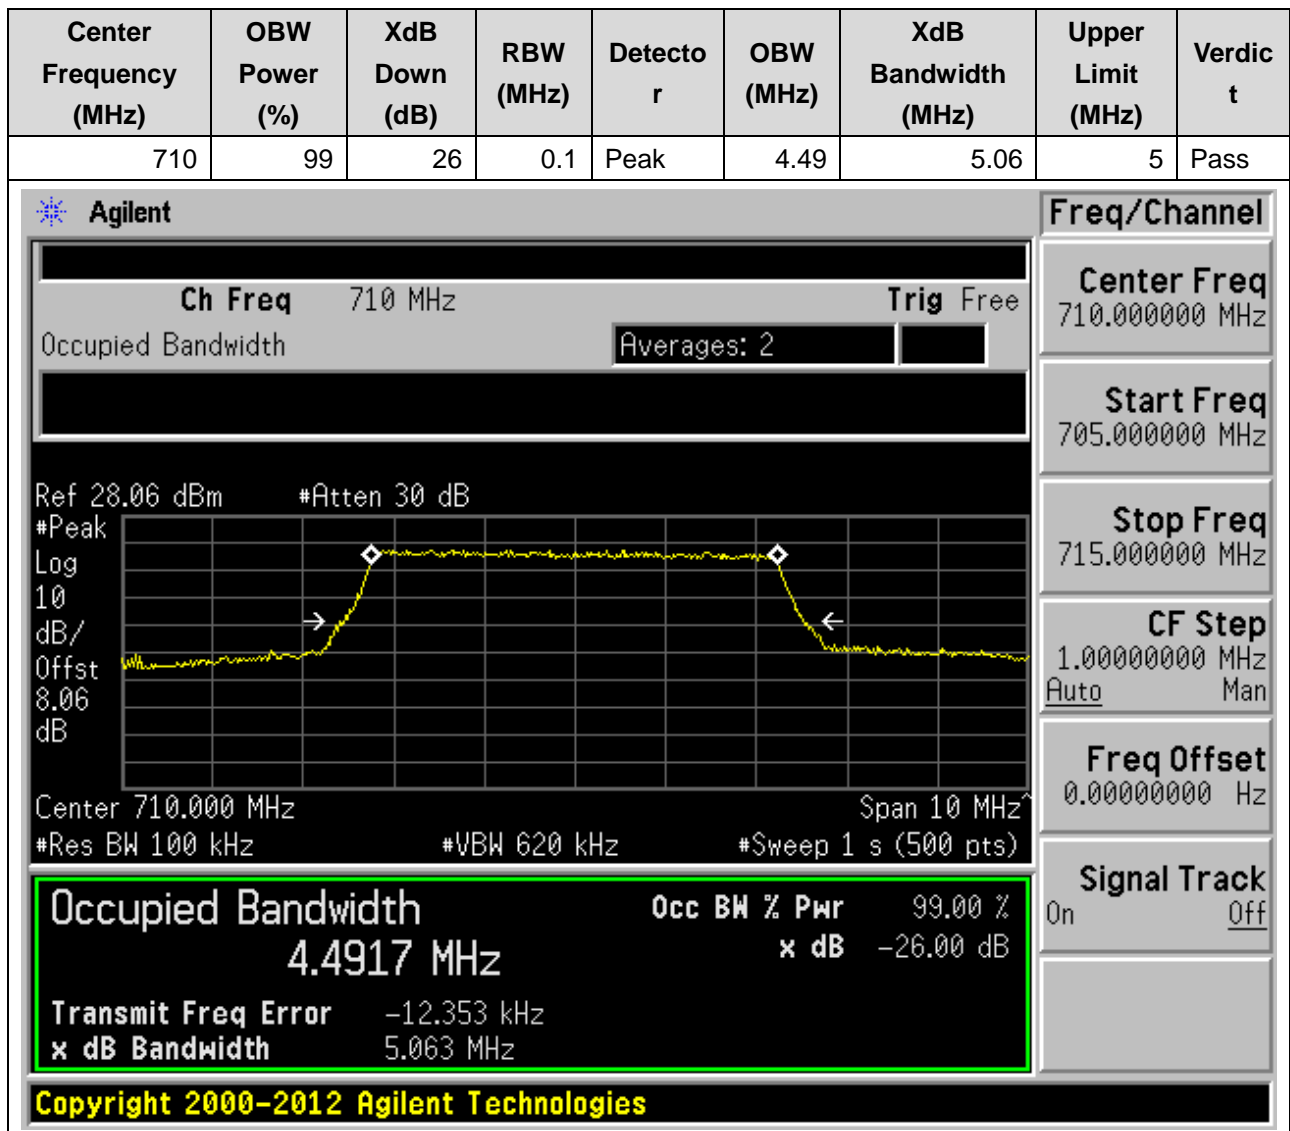 Center Frequency (MHz) OBW Power (%) XdB Down (dB) RBW (MHz) Detector OBW (MHz) XdB Bandwidth (MHz) Upper Limit (MHz) Verdict
710 99 26 0.1 Peak 4.49 5.06 5 Pass
Agilent
Freq/Channel
Ch Freq 710 MHz Trig Free
Occupied Bandwidth Averages: 2
Ref 28.06 dBm #Atten 30 dB
#Peak
Log
10
dB/
Offst
8.06
dB
Center 710.000 MHz Span 10 MHz^
#Res BW 100 kHz #VBW 620 kHz #Sweep 1 s (500 pts)
Occupied Bandwidth Occ BW % Pwr 99.00 %
4.4917 MHz x dB -26.00 dB
Transmit Freq Error -12.353 kHz
x dB Bandwidth 5.063 MHz
Center Freq
710.000000 MHz
Start Freq
705.000000 MHz
Stop Freq
715.000000 MHz
CF Step
1.00000000 MHz
Auto Man
Freq Offset
0.00000000 Hz
Signal Track
On Off
Copyright 2000-2012 Agilent Technologies